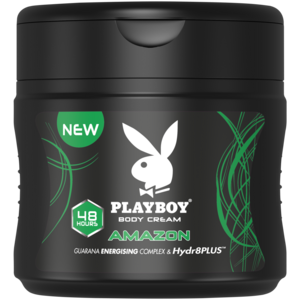 NEW
PLAYBOY
48
HOURS
BODY CREAM
AMAZON
GUARANA ENERGISING COMPLEX & Hydr8PLUS™